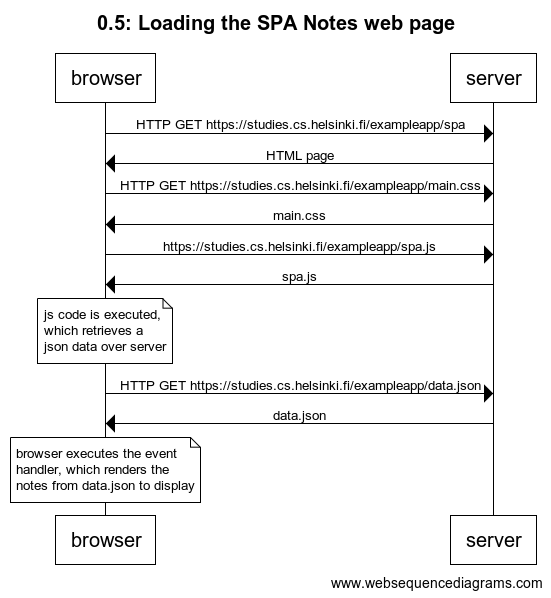 0.5: Loading the SPA Notes web page
browser
server
HTTP GET https://studies.cs.helsinki.fi/exampleapp/spa
HTML page
HTTP GET https://studies.cs.helsinki.fi/exampleapp/main.css
main.css
https://studies.cs.helsinki.fi/exampleapp/spa.js
spa.js
js code is executed,
which retrieves a
json data over server
HTTP GET https://studies.cs.helsinki.fi/exampleapp/data.json
data.json
browser executes the event
handler, which renders the
notes from data.json to display
browser
server
www.websequencediagrams.com